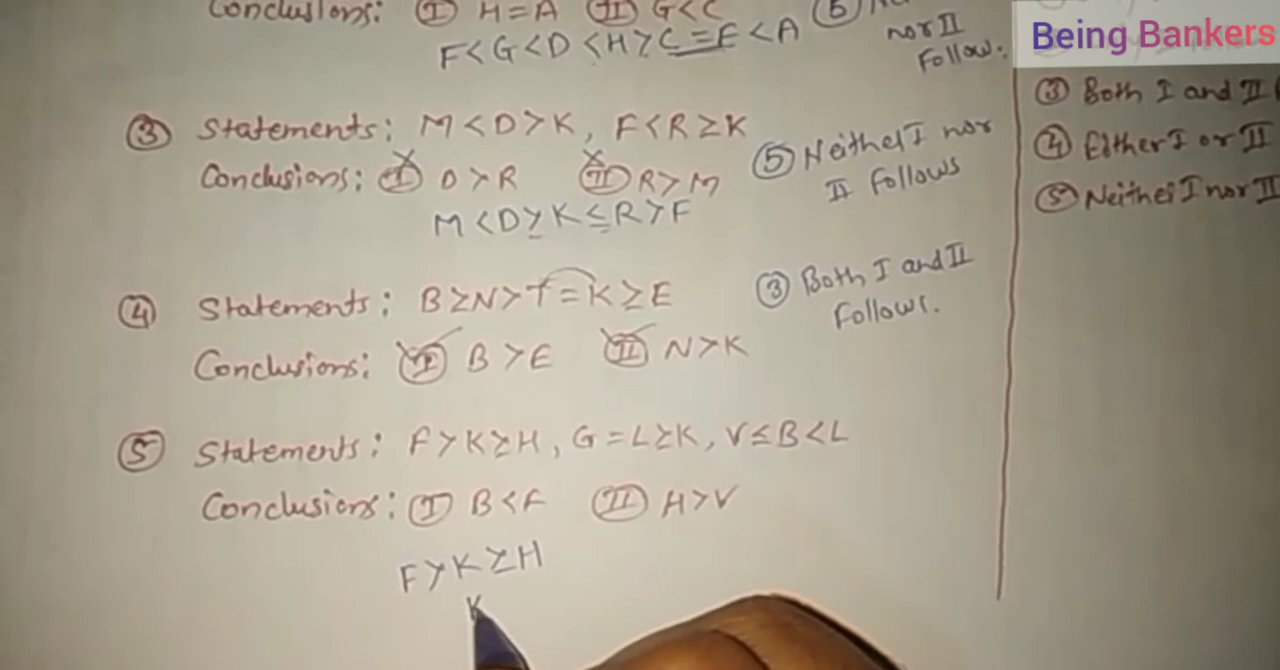 Conclusions: Ⓘ H=A Ⓘⓘ G<C ⑤
nor II
Follow.
F<G<D<H>C=E<A
Being Bankers
③ Both I and II
④ Either I or II
⑤ Neither I nor II
③ Statements: M<D>K, F<R≥K
Conclusions: Ⓘ D>R Ⓘⓘ R>M
⑤ Neither I nor
II Follows
M<D≥K≤R>F
④ Statements: B≥N>T=K≥E
Conclusions: Ⓘ B>E Ⓘⓘ N>K
③ Both I and II
Follows.
⑤ Statements: F>K≥H, G=L≥K, V≤B<L
Conclusions: Ⓘ B<F Ⓘⓘ H>V
F>K≥H